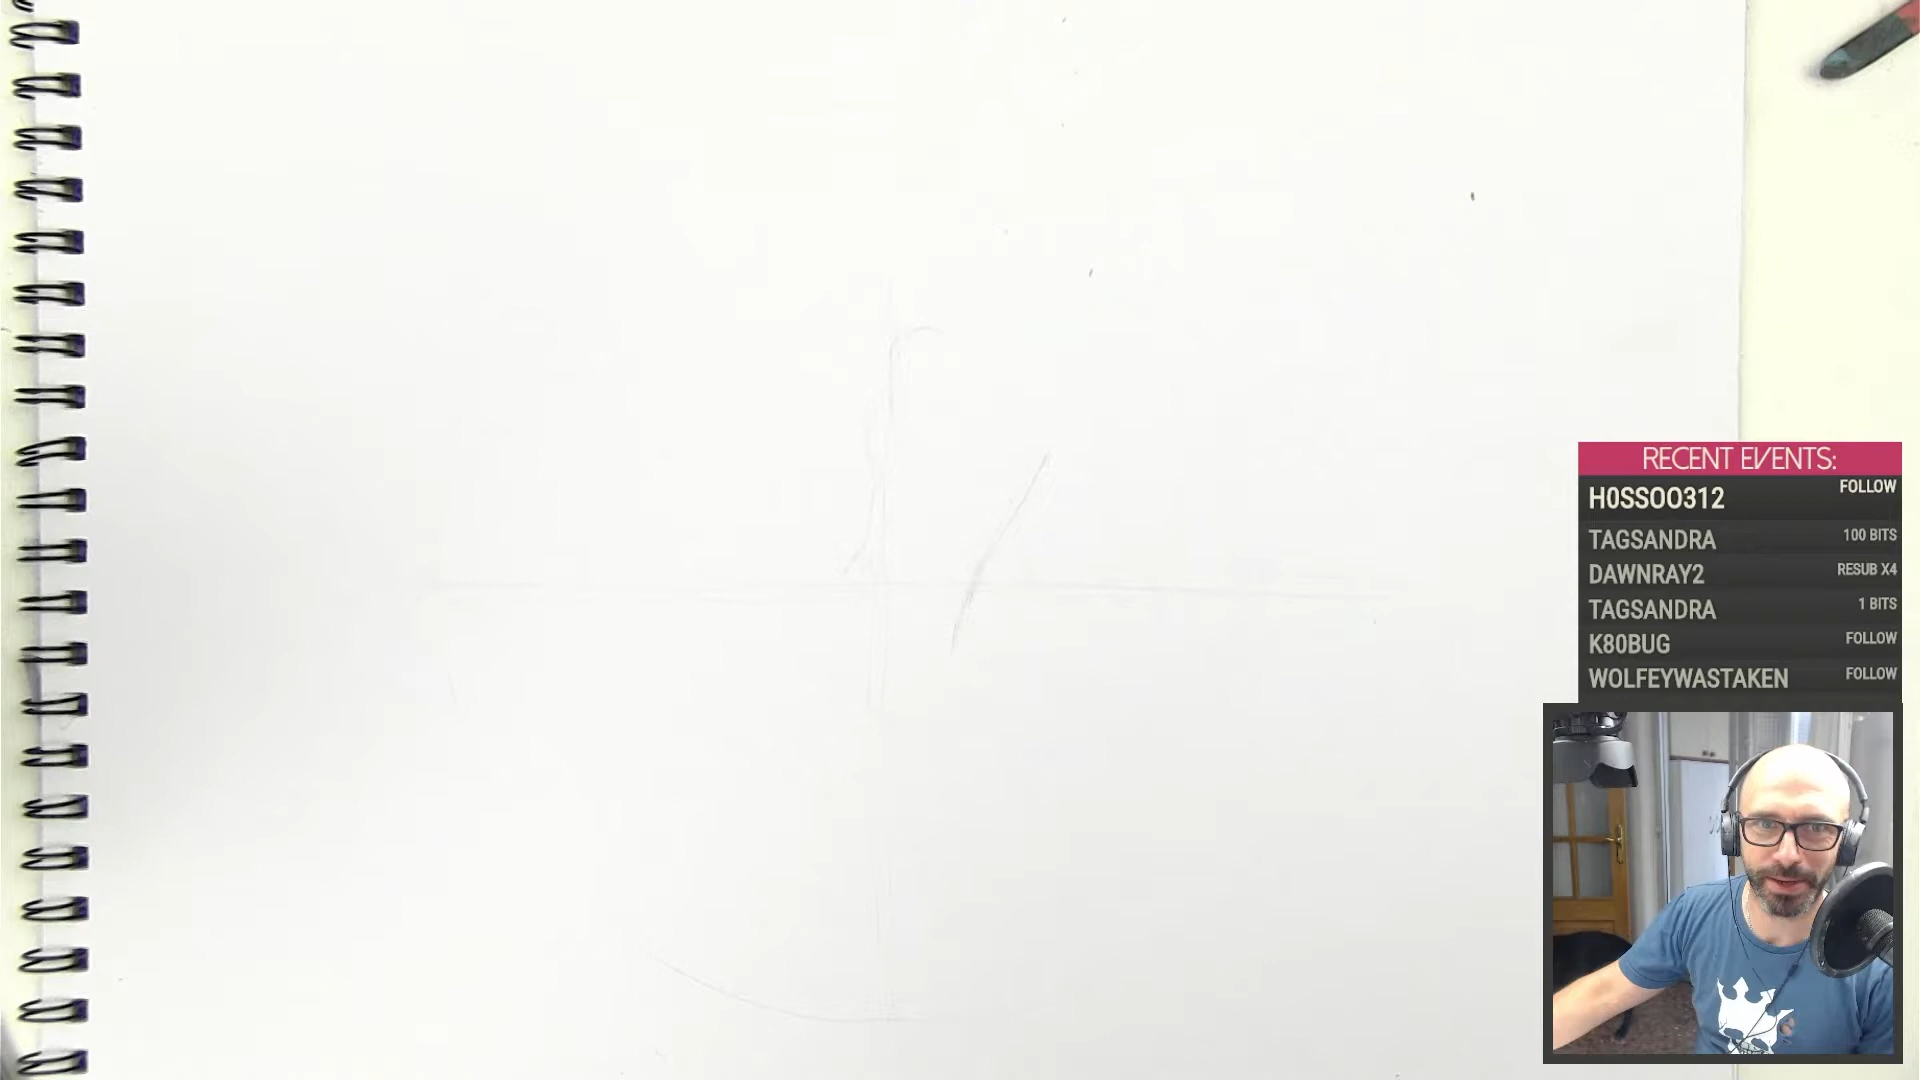 RECENT EVENTS:
H0SSOO312 FOLLOW
TAGSANDRA 100 BITS
DAWNRAY2 RESUB X4
TAGSANDRA 1 BITS
K80BUG FOLLOW
WOLFEYWASTAKEN FOLLOW